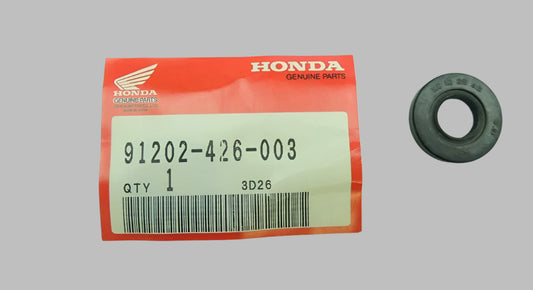 HONDA
GENUINE PARTS
HONDA
GENUINE PARTS
91202-426-003
QTY 1 3D26